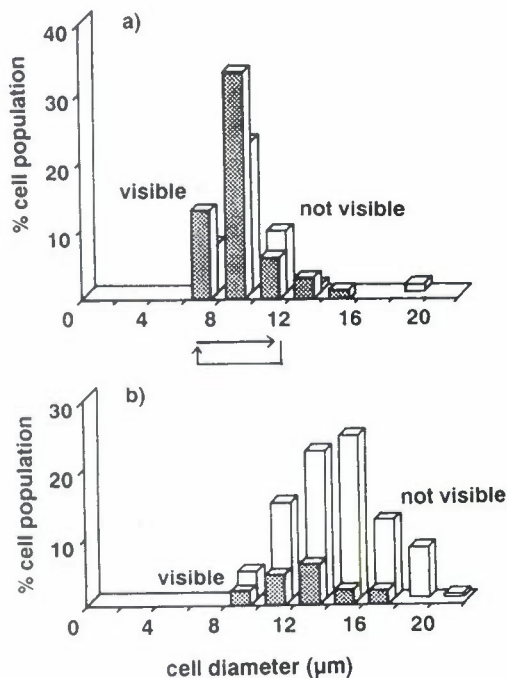 a)
40
30
20
10
% cell population
visible
not visible
0 4 8 12 16 20
b)
30
20
10
% cell population
not visible
visible
0 4 8 12 16 20
cell diameter (µm)